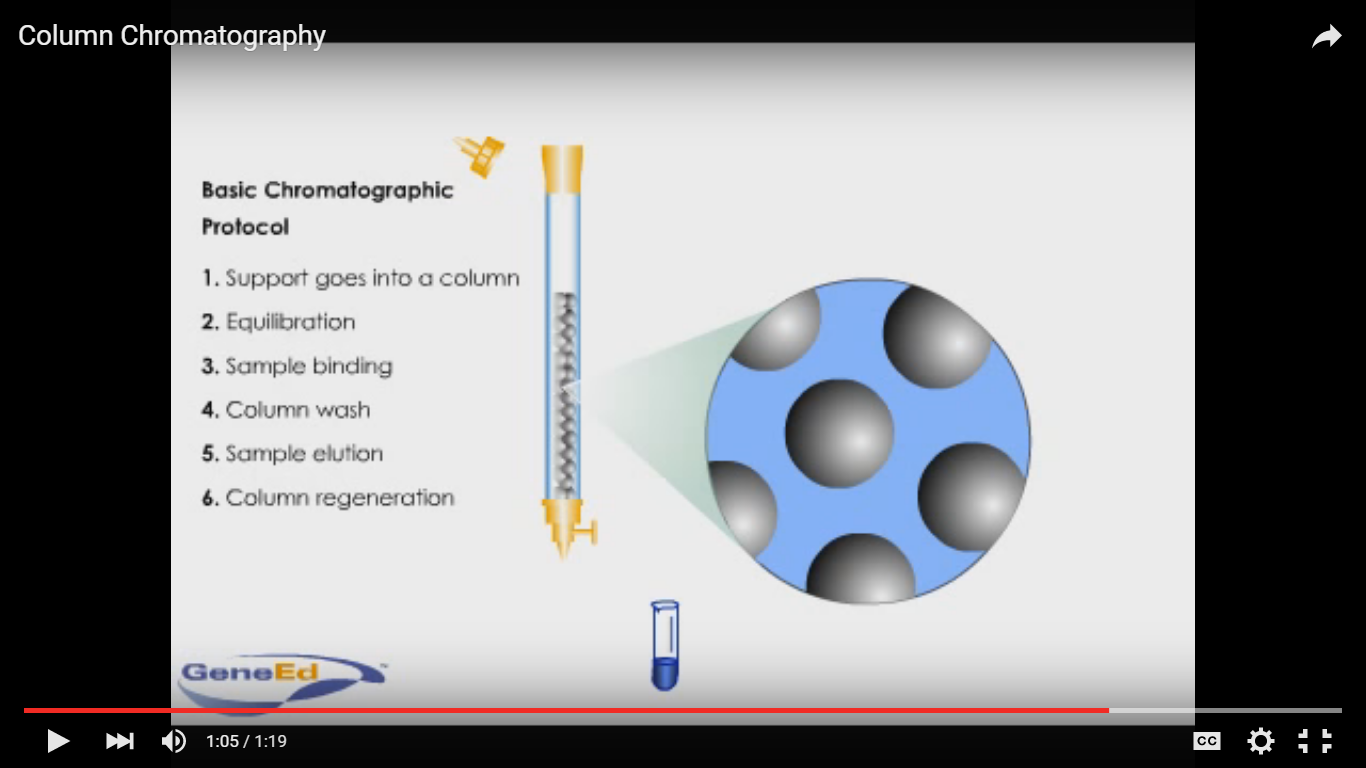 Column Chromatography
Basic Chromatographic
Protocol
1. Support goes into a column
2. Equilibration
3. Sample binding
4. Column wash
5. Sample elution
6. Column regeneration
GeneEd™
1:05 / 1:19
CC